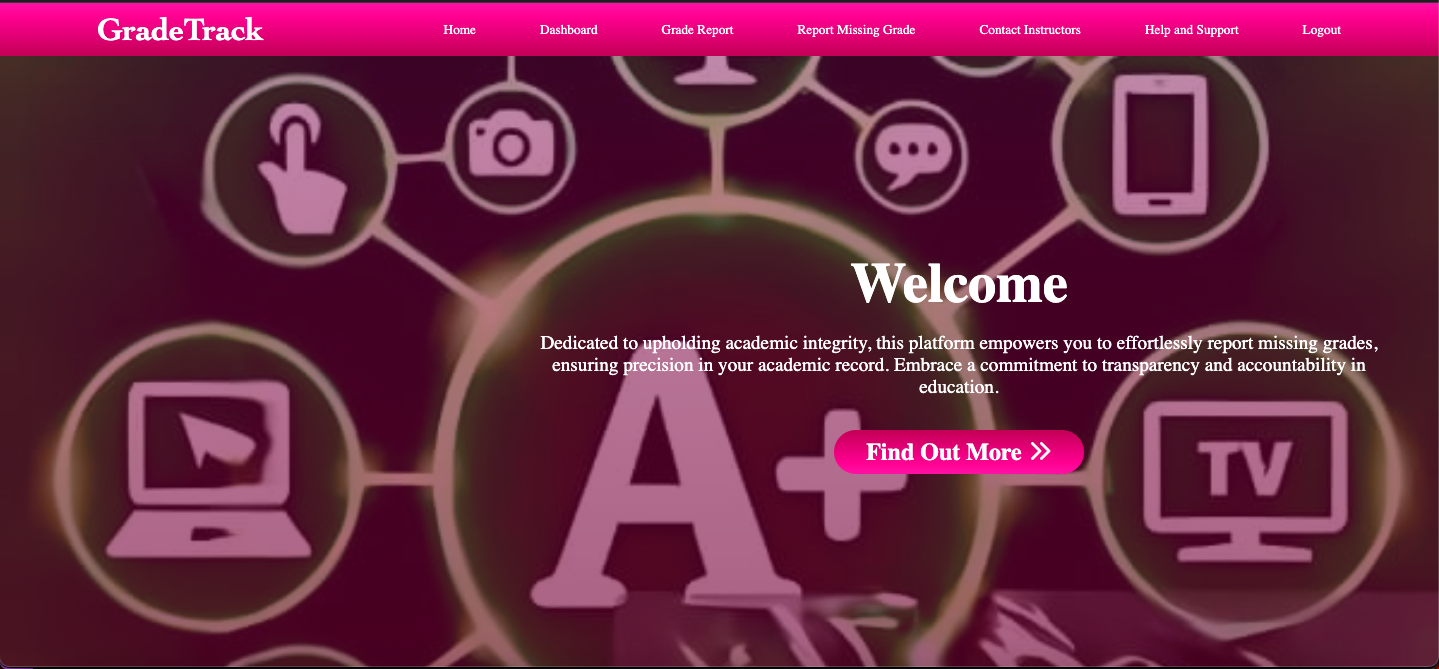 GradeTrack
Home
Dashboard
Grade Report
Report Missing Grade
Contact Instructors
Help and Support
Logout
Welcome
Dedicated to upholding academic integrity, this platform empowers you to effortlessly report missing grades,
ensuring precision in your academic record. Embrace a commitment to transparency and accountability in
education.
Find Out More »
A+
TV